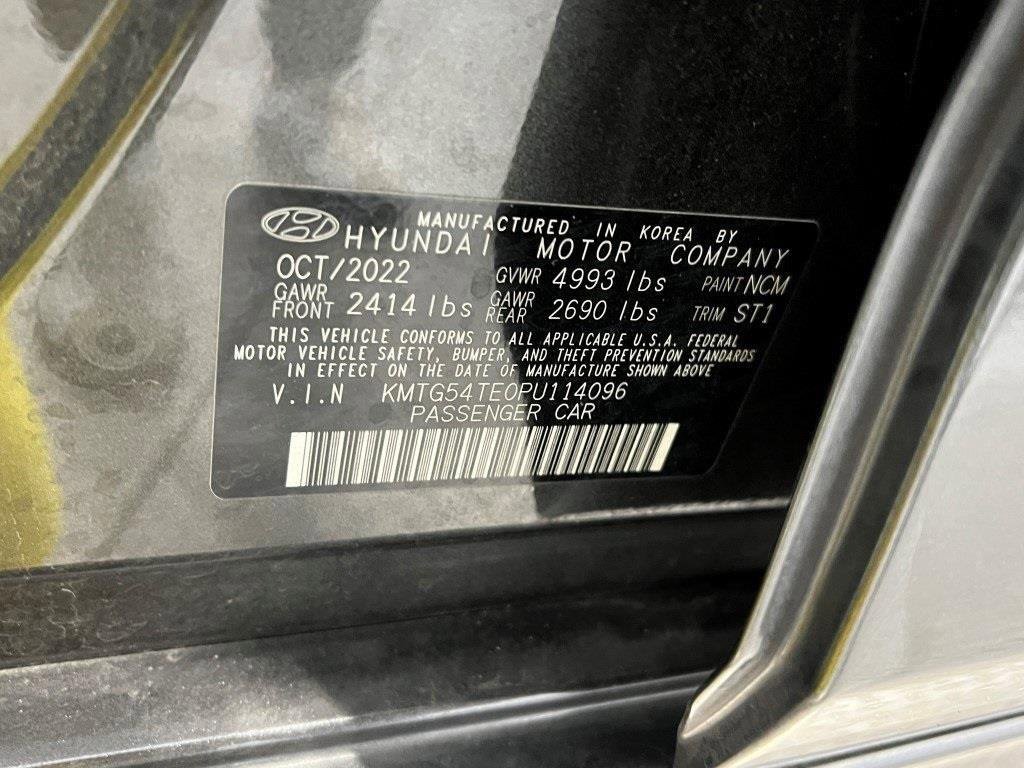 MANUFACTURED IN KOREA BY
HYUNDAI MOTOR COMPANY
OCT/2022 GVWR 4993 lbs PAINT NCM
GAWR FRONT 2414 lbs GAWR REAR 2690 lbs TRIM ST1
THIS VEHICLE CONFORMS TO ALL APPLICABLE U.S.A. FEDERAL
MOTOR VEHICLE SAFETY, BUMPER, AND THEFT PREVENTION STANDARDS
IN EFFECT ON THE DATE OF MANUFACTURE SHOWN ABOVE
V.I.N KMTG54TE0PU114096
PASSENGER CAR